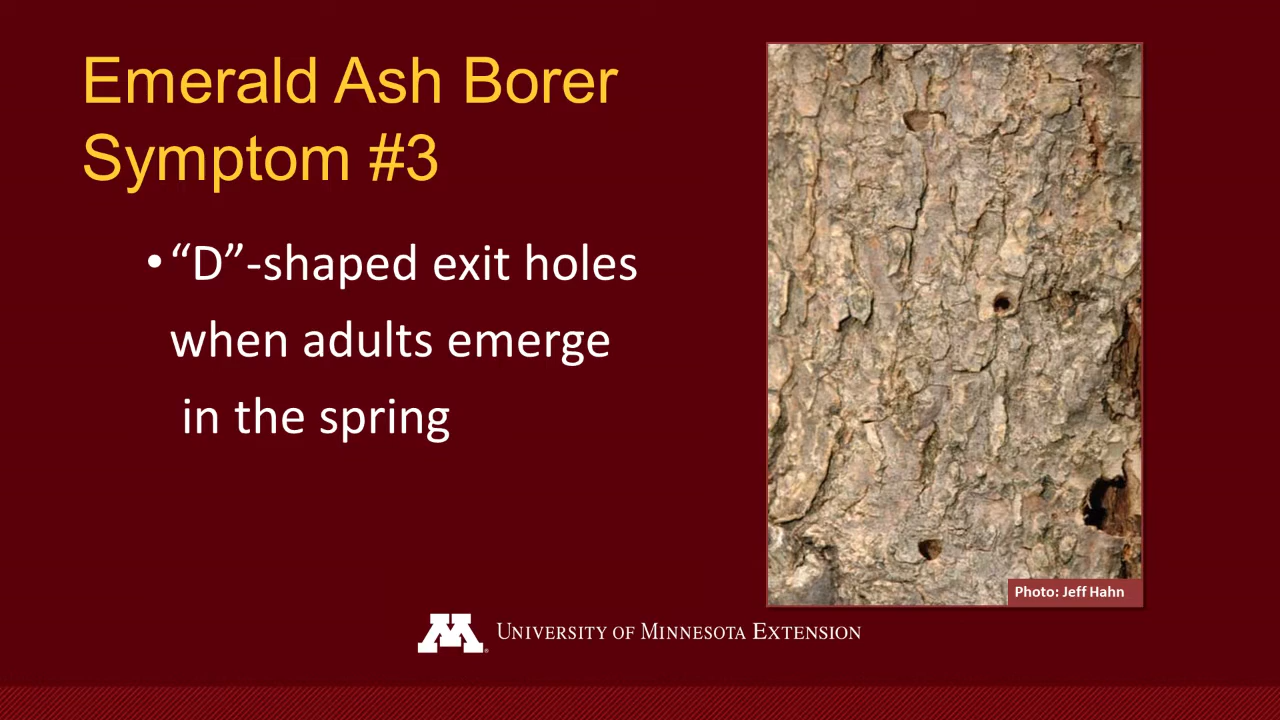 Emerald Ash Borer
Symptom #3
•“D”-shaped exit holes
when adults emerge
in the spring
Photo: Jeff Hahn
M
UNIVERSITY OF MINNESOTA EXTENSION